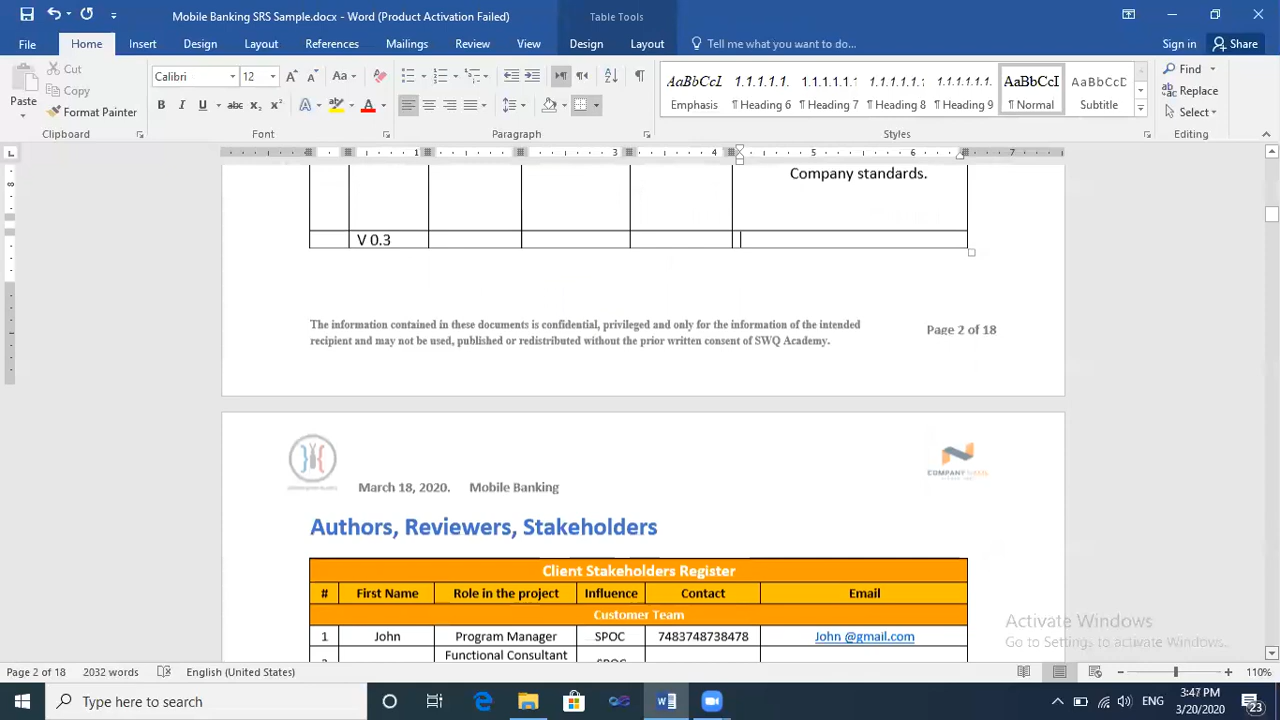 Mobile Banking SRS Sample.docx - Word (Product Activation Failed)
Table Tools
File Home Insert Design Layout References Mailings Review View Design Layout Tell me what you want to do... Sign in Share
Cut
Copy
Paste
Format Painter
Clipboard
Calibri 12
Font
Paragraph
AaBbCcI 1.1.1.1.1. 1.1.1.1.1. 1.1.1.1.1. 1.1.1.1.1. AaBbCcI AaBbCcD
Emphasis ¶ Heading 6 ¶ Heading 7 ¶ Heading 8 ¶ Heading 9 ¶ Normal Subtitle
Styles
Find
Replace
Select
Editing
1 3 4 5 6 7
Company standards.
V 0.3
The information contained in these documents is confidential, privileged and only for the information of the intended
recipient and may not be used, published or redistributed without the prior written consent of SWQ Academy.
Page 2 of 18
COMPANY
March 18, 2020. Mobile Banking
Authors, Reviewers, Stakeholders
Client Stakeholders Register
# First Name Role in the project Influence Contact Email
Customer Team
1 John Program Manager SPOC 7483748738478 John @gmail.com
Functional Consultant
SPOC
Activate Windows
Go to Settings to activate Windows.
Page 2 of 18 2032 words English (United States) 110%
Type here to search
ENG
3:47 PM
3/20/2020
23